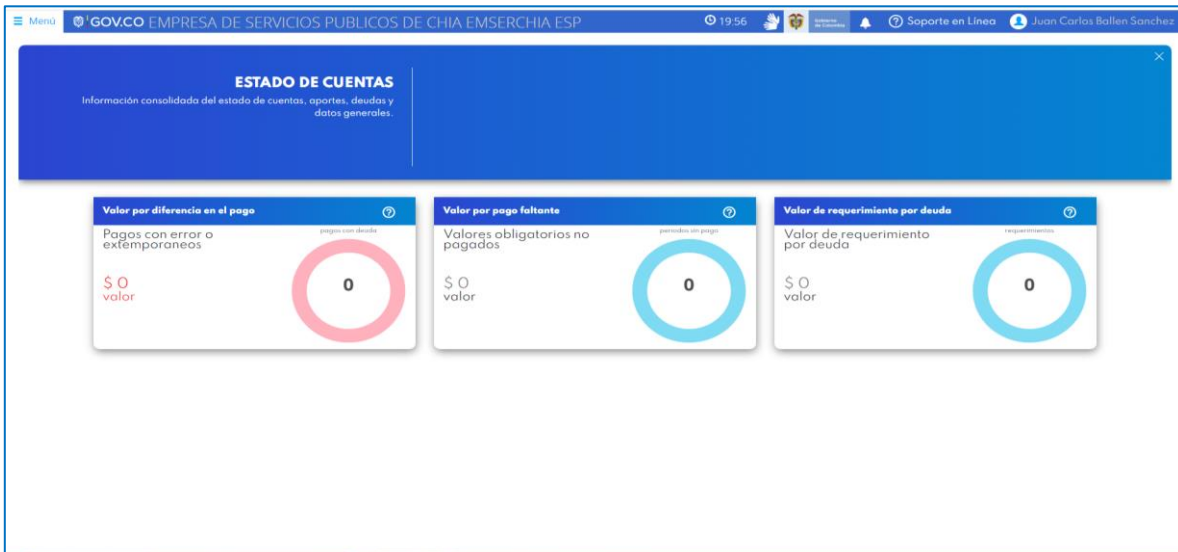 Menú GOV.CO EMPRESA DE SERVICIOS PUBLICOS DE CHIA EMSERCHIA ESP 19:56 Soporte en Línea Juan Carlos Ballen Sanchez
ESTADO DE CUENTAS
Información consolidada del estado de cuentas, aportes, deudas y
datos generales.
Valor por diferencia en el pago
Pagos con error o
extemporaneos
pagos con deuda
$ 0
valor
0
Valor por pago faltante
Valores obligatorios no
pagados
periodos sin pago
$ 0
valor
0
Valor de requerimiento por deuda
Valor de requerimiento
por deuda
requerimientos
$ 0
valor
0